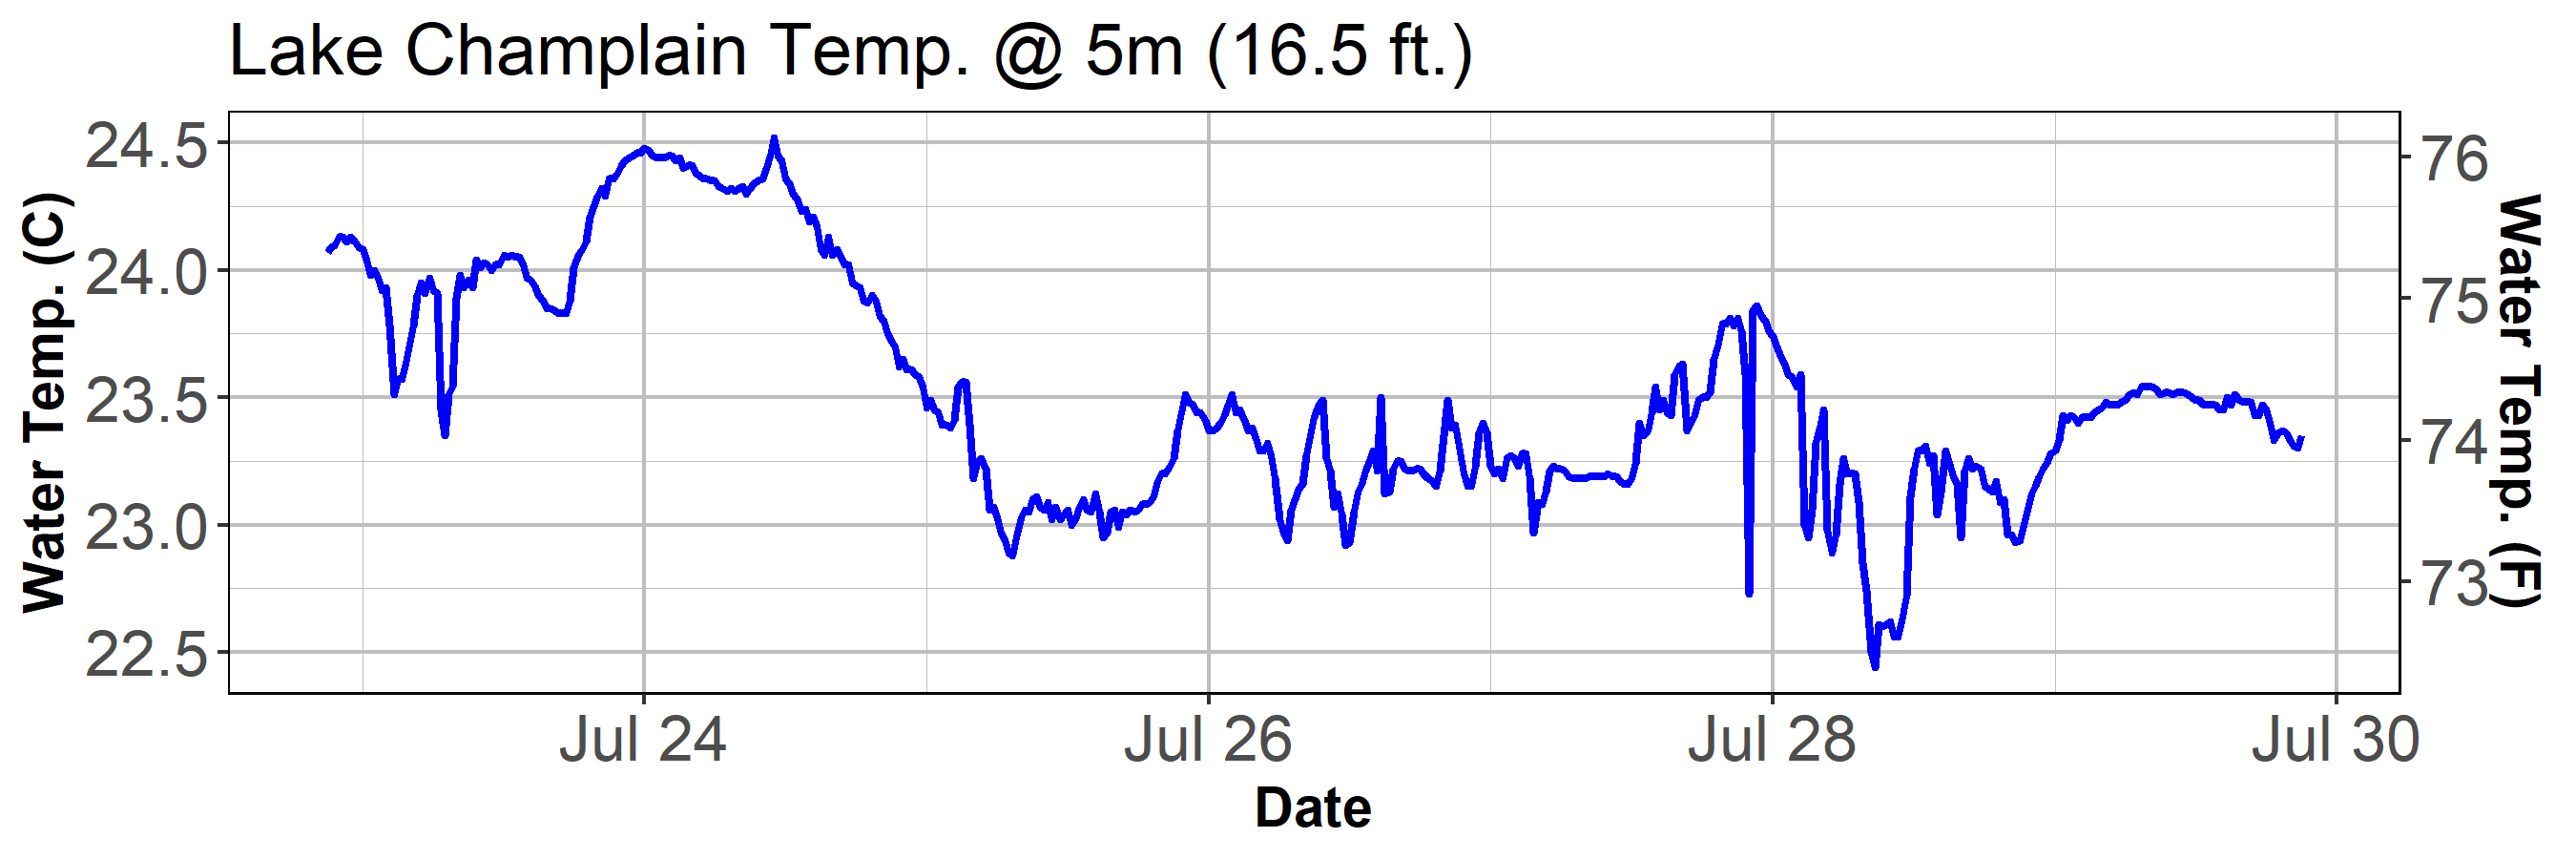 Lake Champlain Temp. @ 5m (16.5 ft.)
Water Temp. (C)
24.5
24.0
23.5
23.0
22.5
76
75
74
73
Water Temp. (F)
Jul 24 Jul 26 Jul 28 Jul 30
Date